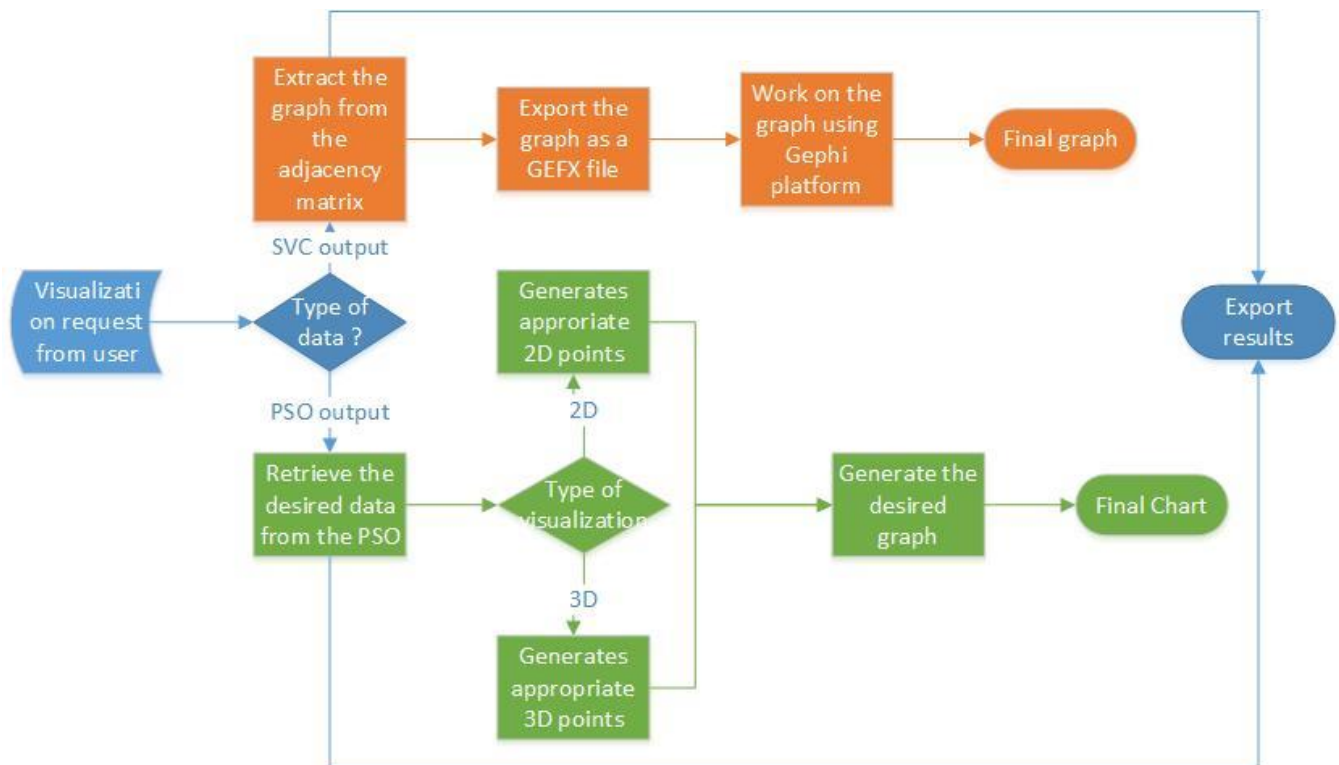 Extract the
graph from
the
adjacency
matrix
Export the
graph as a
GEFX file
Work on the
graph using
Gephi
platform
Final graph
SVC output
Visualizati
on request
from user
Type of
data ?
Generates
approriate
2D points
Export
results
PSO output
2D
Retrieve the
desired data
from the PSO
Type of
visualization
Generate the
desired
graph
Final Chart
3D
Generates
appropriate
3D points